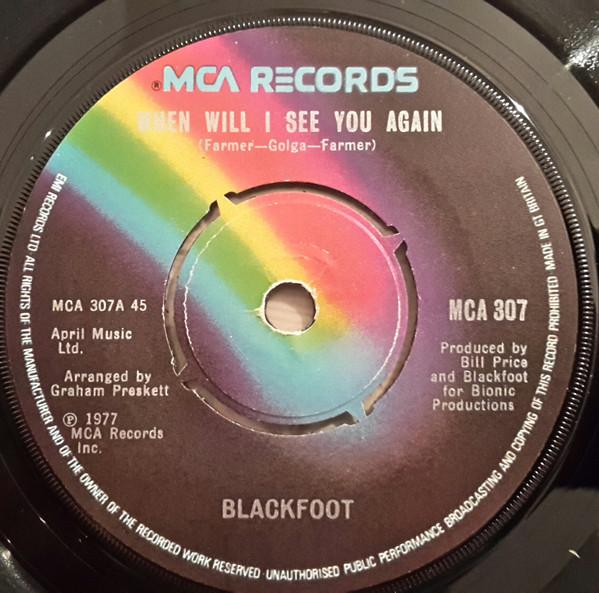 ® MCA RECORDS
WHEN WILL I SEE YOU AGAIN
(Farmer—Golga—Farmer)
MCA 307A 45
April Music
Ltd.
Arranged by
Graham Preskett
Ⓟ 1977
MCA Records
Inc.
MCA 307
Produced by
Bill Price
and Blackfoot
for Bionic
Productions
BLACKFOOT
EMI RECORDS LTD ALL RIGHTS OF THE MANUFACTURER AND OF THE OWNER OF THE RECORDED WORK RESERVED · UNAUTHORISED PUBLIC PERFORMANCE BROADCASTING AND COPYING OF THIS RECORD PROHIBITED MADE IN GT BRITAIN